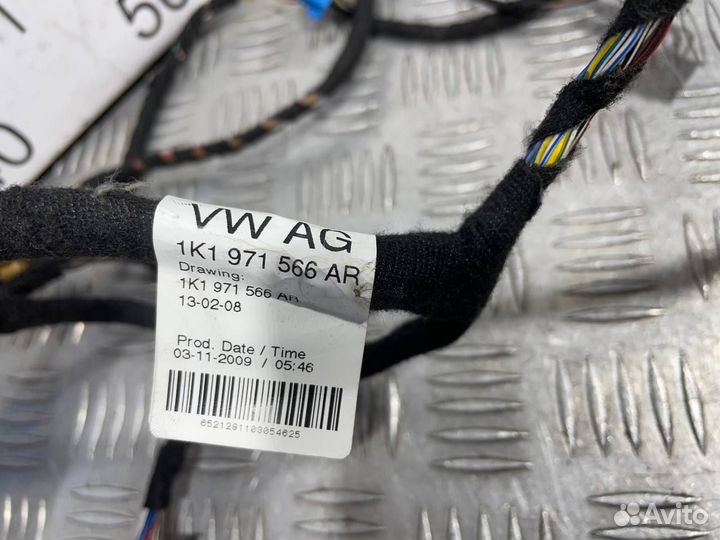 VW AG
1K1 971 566 AR
Drawing:
1K1 971 566 AR
13-02-08
Prod. Date / Time
03-11-2009 / 05:46
6521291103054625
Avito